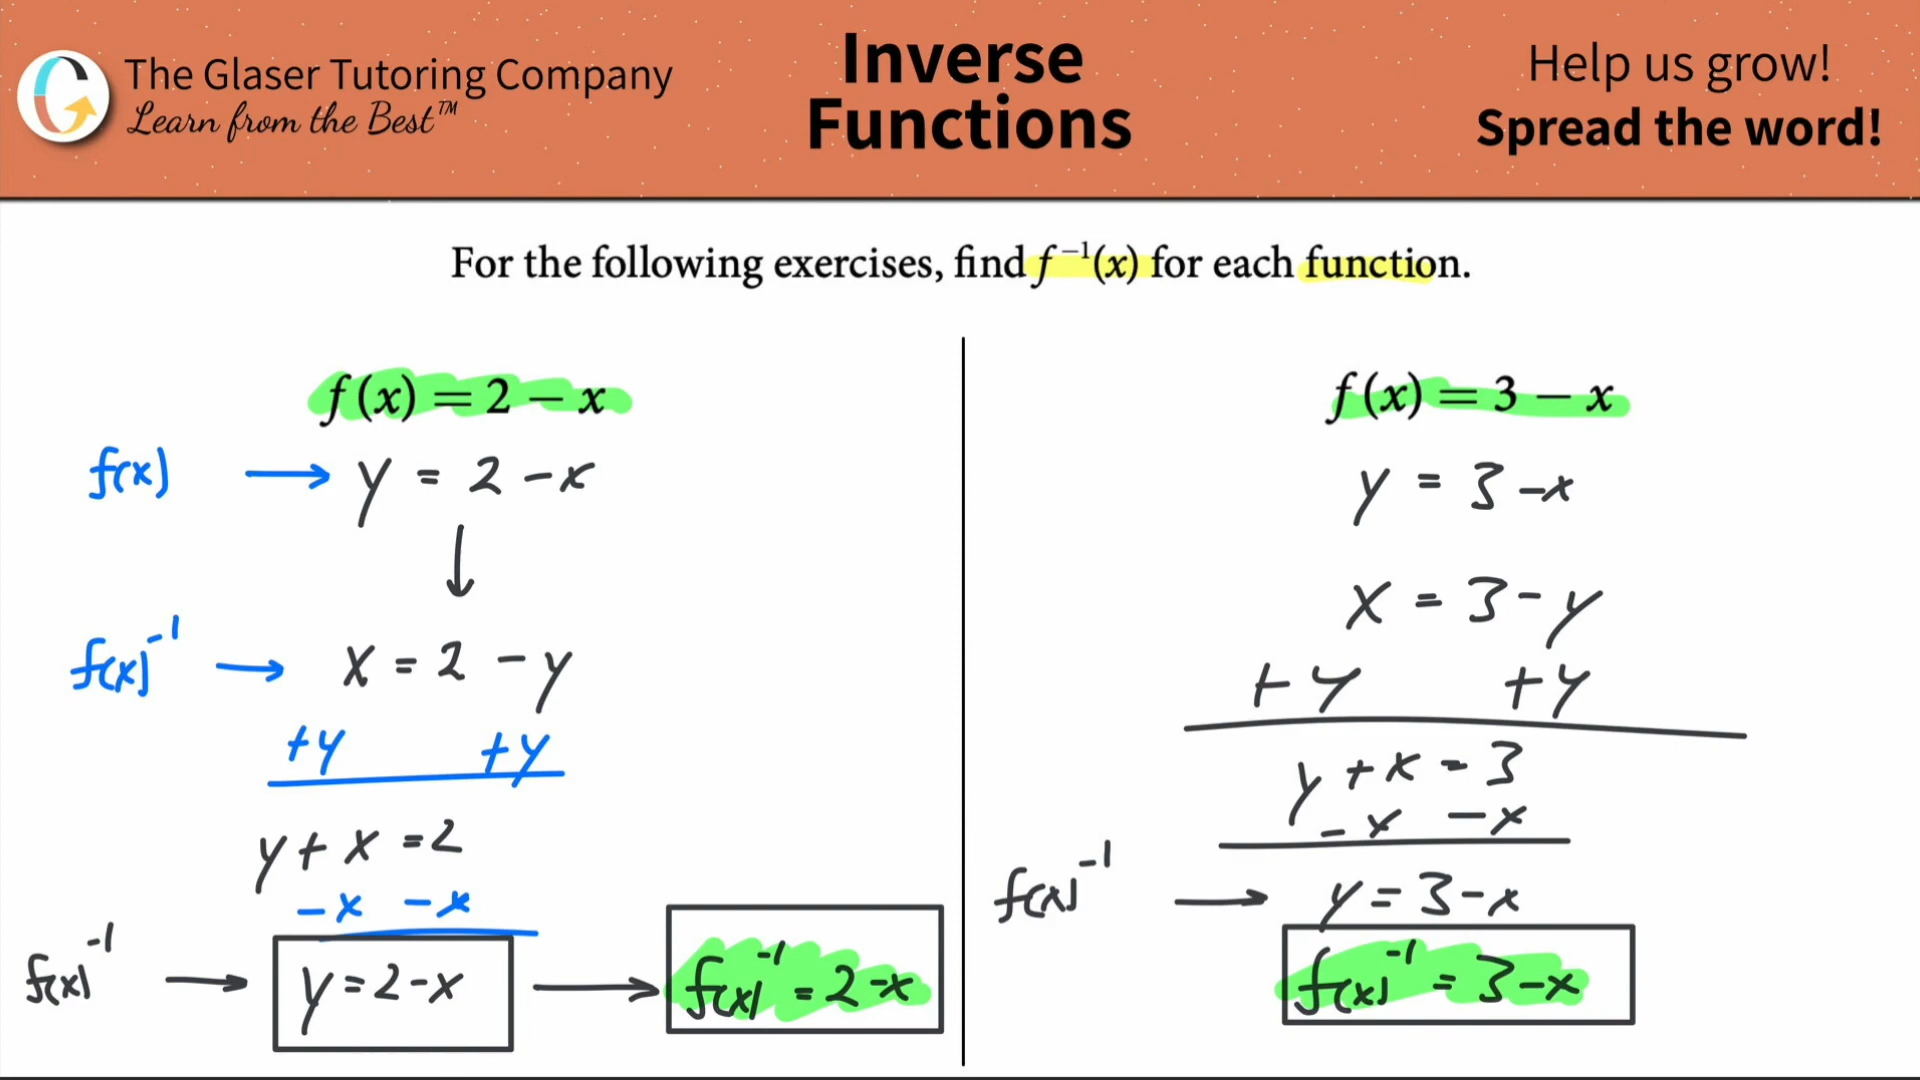 The Glaser Tutoring Company
Learn from the Best™
Inverse
Functions
Help us grow!
Spread the word!
For the following exercises, find f⁻¹(x) for each function.
f(x) = 2 − x
f(x) → y = 2 - x
↓
f(x)⁻¹ → x = 2 - y
+y +y
y + x = 2
-x -x
f(x)⁻¹ → y = 2 - x → f(x)⁻¹ = 2 - x
f(x) = 3 − x
y = 3 - x
x = 3 - y
+y +y
y + x = 3
-x -x
f(x)⁻¹ → y = 3 - x
f(x)⁻¹ = 3 - x